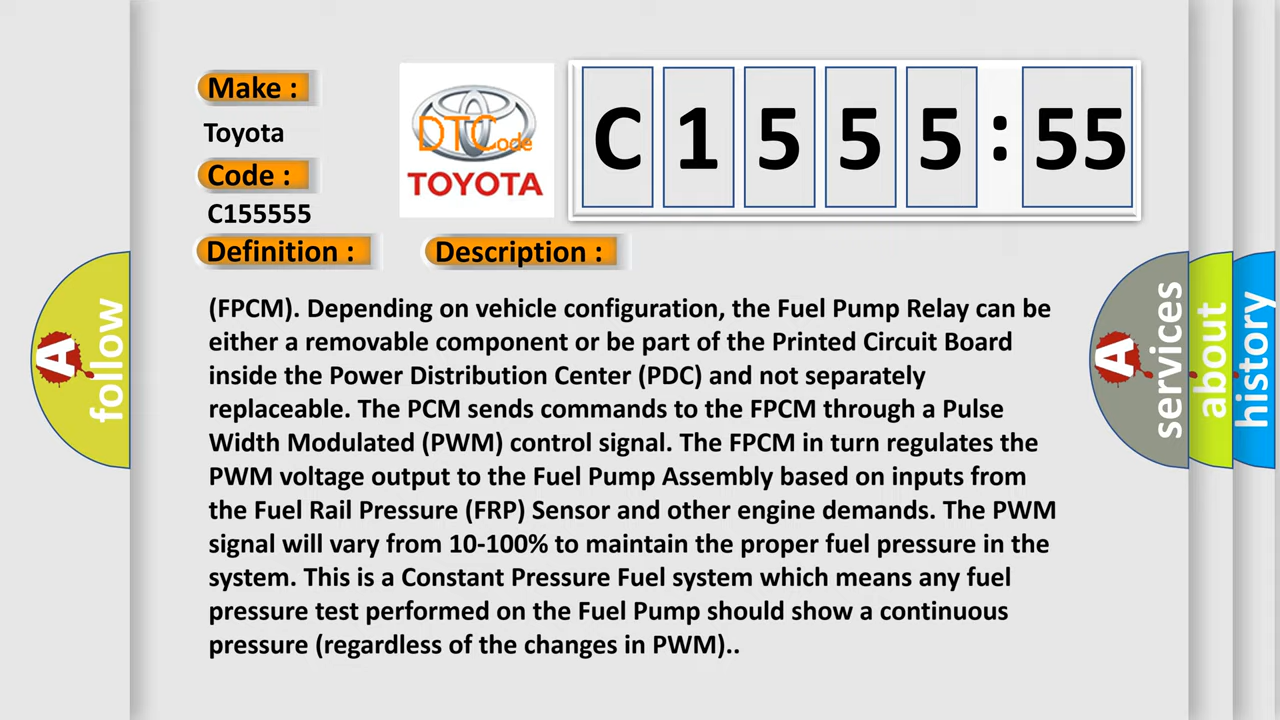 Make :
Toyota
Code :
C155555
Definition :
Description :
DTCode
TOYOTA
C 1 5 5 5 : 55
(FPCM). Depending on vehicle configuration, the Fuel Pump Relay can be
either a removable component or be part of the Printed Circuit Board
inside the Power Distribution Center (PDC) and not separately
replaceable. The PCM sends commands to the FPCM through a Pulse
Width Modulated (PWM) control signal. The FPCM in turn regulates the
PWM voltage output to the Fuel Pump Assembly based on inputs from
the Fuel Rail Pressure (FRP) Sensor and other engine demands. The PWM
signal will vary from 10-100% to maintain the proper fuel pressure in the
system. This is a Constant Pressure Fuel system which means any fuel
pressure test performed on the Fuel Pump should show a continuous
pressure (regardless of the changes in PWM)..
A
follow
A
services
about
history